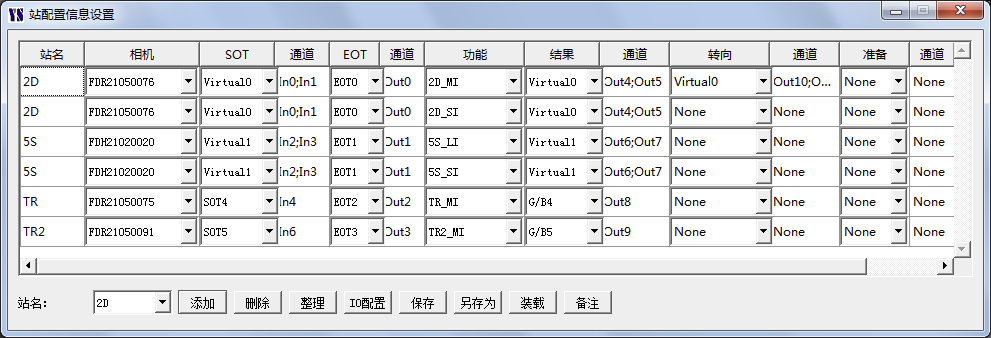 YS 站配置信息设置
站名 相机 SOT 通道 EOT 通道 功能 结果 通道 转向 通道 准备 通道
2D FDR21050076 Virtual0 In0;In1 EOT0 Out0 2D_MI Virtual0 Out4;Out5 Virtual0 Out10;O... None None
2D FDR21050076 Virtual0 In0;In1 EOT0 Out0 2D_SI Virtual0 Out4;Out5 None None None None
5S FDH21020020 Virtual1 In2;In3 EOT1 Out1 5S_LI Virtual1 Out6;Out7 None None None None
5S FDH21020020 Virtual1 In2;In3 EOT1 Out1 5S_SI Virtual1 Out6;Out7 None None None None
TR FDR21050075 SOT4 In4 EOT2 Out2 TR_MI G/B4 Out8 None None None None
TR2 FDR21050091 SOT5 In6 EOT3 Out3 TR2_MI G/B5 Out9 None None None None
站名: 2D 添加 删除 整理 IO配置 保存 另存为 装载 备注